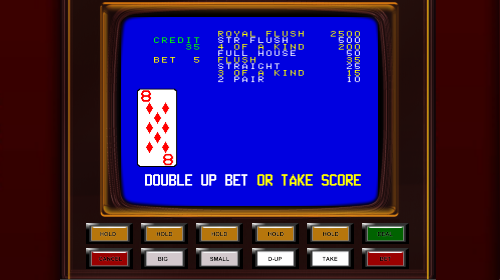 ROYAL FLUSH 2500
CREDIT STR FLUSH 500
35 4 OF A KIND 200
FULL HOUSE 50
BET 5 FLUSH 35
STRAIGHT 25
3 OF A KIND 15
2 PAIR 10
8
8
DOUBLE UP BET OR TAKE SCORE
HOLD HOLD HOLD HOLD HOLD DEAL
BIG SMALL D-UP TAKE BET